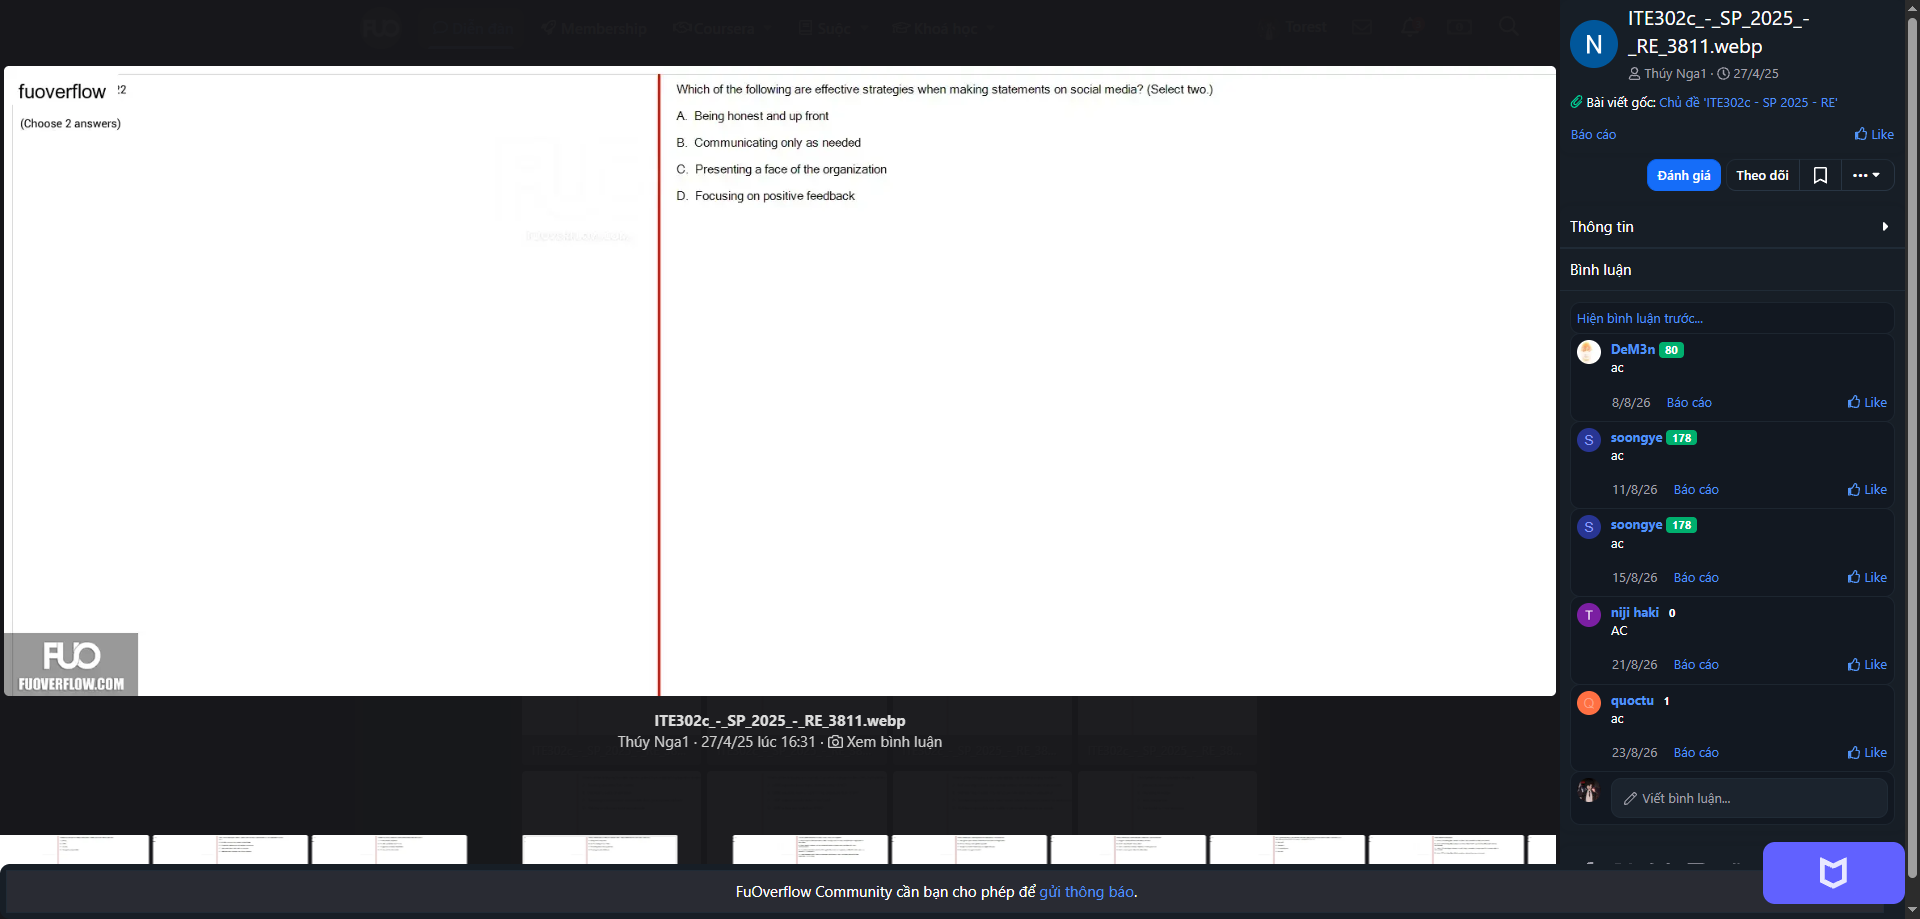 Membership
Coursera
Torest
fuoverflow 22
(Choose 2 answers)
Which of the following are effective strategies when making statements on social media? (Select two.)
A. Being honest and up front
B. Communicating only as needed
C. Presenting a face of the organization
D. Focusing on positive feedback
FUO
FUOVERFLOW.COM
ITE302c_-_SP_2025_-_RE_3811.webp
Thúy Nga1 · 27/4/25 lúc 16:31 · Xem bình luận
N
ITE302c_-_SP_2025_-
_RE_3811.webp
Thúy Nga1 · 27/4/25
Bài viết gốc: Chủ đề 'ITE302c - SP 2025 - RE'
Báo cáo Like
Đánh giá Theo dõi
Thông tin
Bình luận
Hiện bình luận trước...
DeM3n 80
ac
8/8/26 Báo cáo Like
S soongye 178
ac
11/8/26 Báo cáo Like
S soongye 178
ac
15/8/26 Báo cáo Like
T niji haki 0
AC
21/8/26 Báo cáo Like
Q quoctu 1
ac
23/8/26 Báo cáo Like
Viết bình luận...
FuOverflow Community cần bạn cho phép để gửi thông báo.